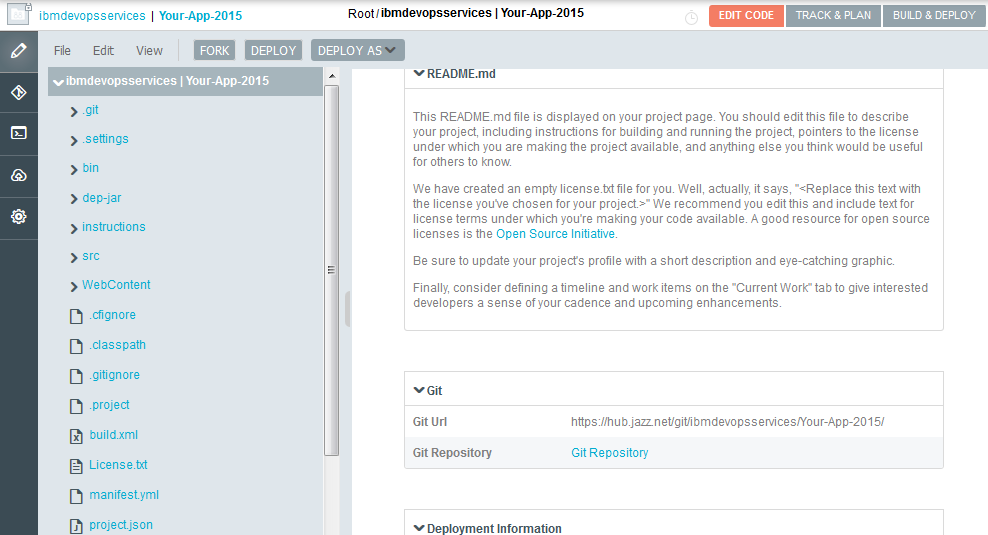 ibmdevopsservices | Your-App-2015
Root / ibmdevopsservices | Your-App-2015
EDIT CODE
TRACK & PLAN
BUILD & DEPLOY
File
Edit
View
FORK
DEPLOY
DEPLOY AS
ibmdevopsservices | Your-App-2015
.git
.settings
bin
dep-jar
instructions
src
WebContent
.cfignore
.classpath
.gitignore
.project
build.xml
License.txt
manifest.yml
project.json
README.md
This README.md file is displayed on your project page. You should edit this file to describe
your project, including instructions for building and running the project, pointers to the license
under which you are making the project available, and anything else you think would be useful
for others to know.
We have created an empty license.txt file for you. Well, actually, it says, "<Replace this text with
the license you've chosen for your project.>" We recommend you edit this and include text for
license terms under which you're making your code available. A good resource for open source
licenses is the Open Source Initiative.
Be sure to update your project's profile with a short description and eye-catching graphic.
Finally, consider defining a timeline and work items on the "Current Work" tab to give interested
developers a sense of your cadence and upcoming enhancements.
Git
Git Url
https://hub.jazz.net/git/ibmdevopsservices/Your-App-2015/
Git Repository
Git Repository
Deployment Information